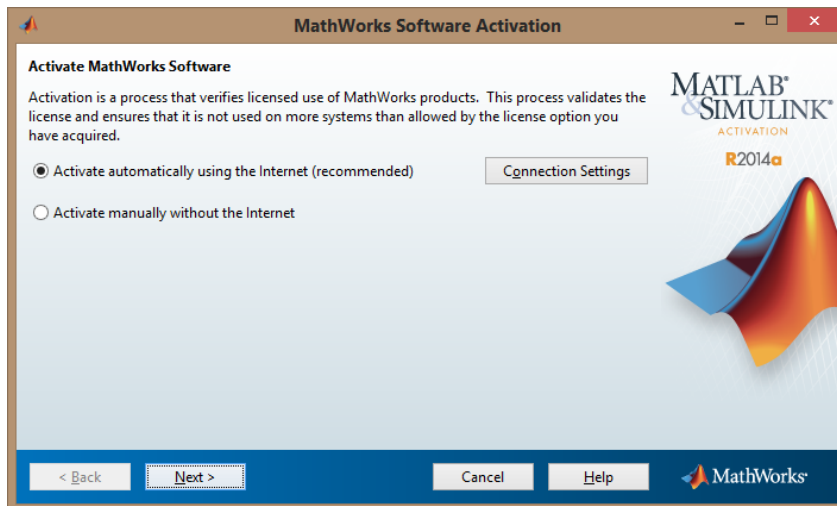 MathWorks Software Activation
Activate MathWorks Software
Activation is a process that verifies licensed use of MathWorks products. This process validates the
license and ensures that it is not used on more systems than allowed by the license option you
have acquired.
Activate automatically using the Internet (recommended)
Connection Settings
Activate manually without the Internet
MATLAB®
&SIMULINK®
ACTIVATION
R2014a
< Back
Next >
Cancel
Help
MathWorks®